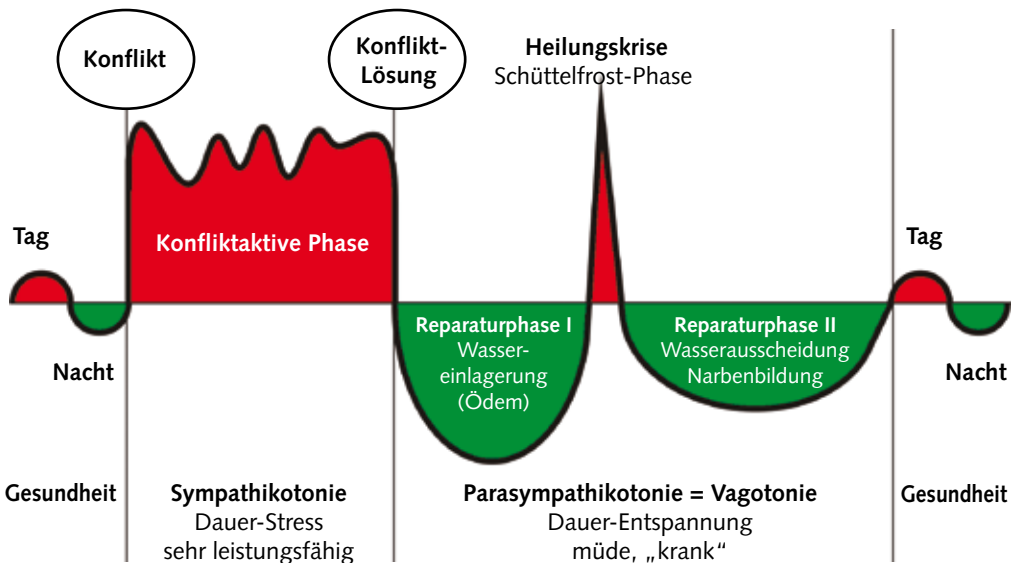 Konflikt
Konflikt-
Lösung
Heilungskrise
Schüttelfrost-Phase
Tag
Konfliktaktive Phase
Tag
Nacht
Reparaturphase I
Wasser-
einlagerung
(Ödem)
Reparaturphase II
Wasserausscheidung
Narbenbildung
Nacht
Gesundheit
Sympathikotonie
Dauer-Stress
sehr leistungsfähig
Parasympathikotonie = Vagotonie
Dauer-Entspannung
müde, „krank“
Gesundheit